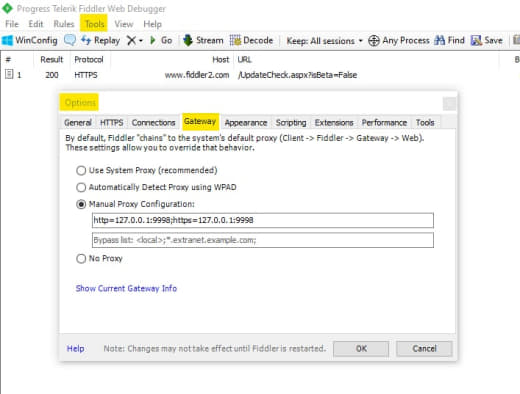 Progress Telerik Fiddler Web Debugger
File Edit Rules Tools View Help
WinConfig Replay Go Stream Decode Keep: All sessions Any Process Find Save
# Result Protocol Host URL
1 200 HTTPS www.fiddler2.com /UpdateCheck.aspx?isBeta=False
Options
General HTTPS Connections Gateway Appearance Scripting Extensions Performance Tools
By default, Fiddler "chains" to the system's default proxy (Client -> Fiddler -> Gateway -> Web).
These settings allow you to override that behavior.
Use System Proxy (recommended)
Automatically Detect Proxy using WPAD
Manual Proxy Configuration:
http=127.0.0.1:9998;https=127.0.0.1:9998
Bypass list: <local>;*.extranet.example.com;
No Proxy
Show Current Gateway Info
Help Note: Changes may not take effect until Fiddler is restarted. OK Cancel